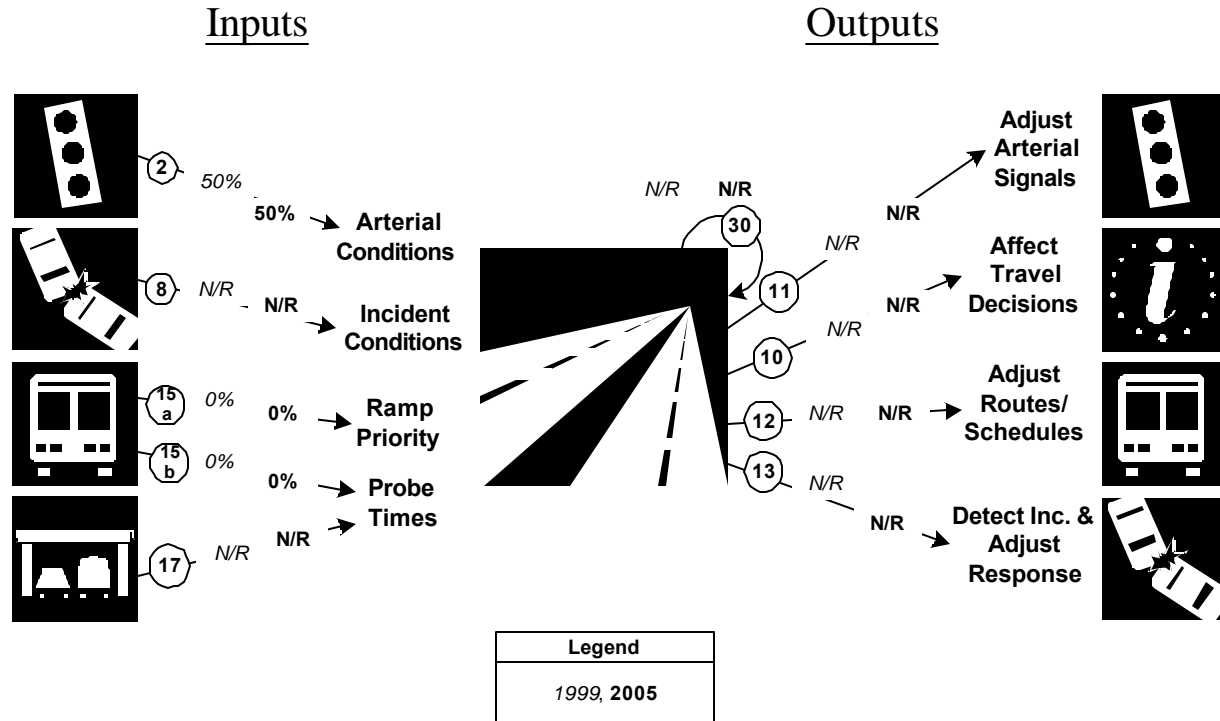 Inputs
Outputs
2
50%
50%
Arterial
Conditions
8
N/R
N/R
Incident
Conditions
15
a
0%
0%
Ramp
Priority
15
b
0%
0%
Probe
Times
17
N/R
N/R
N/R
N/R
30
11
N/R
N/R
Adjust
Arterial
Signals
10
N/R
N/R
Affect
Travel
Decisions
12
N/R
N/R
Adjust
Routes/
Schedules
13
N/R
N/R
Detect Inc. &
Adjust
Response
i
Legend
1999, 2005